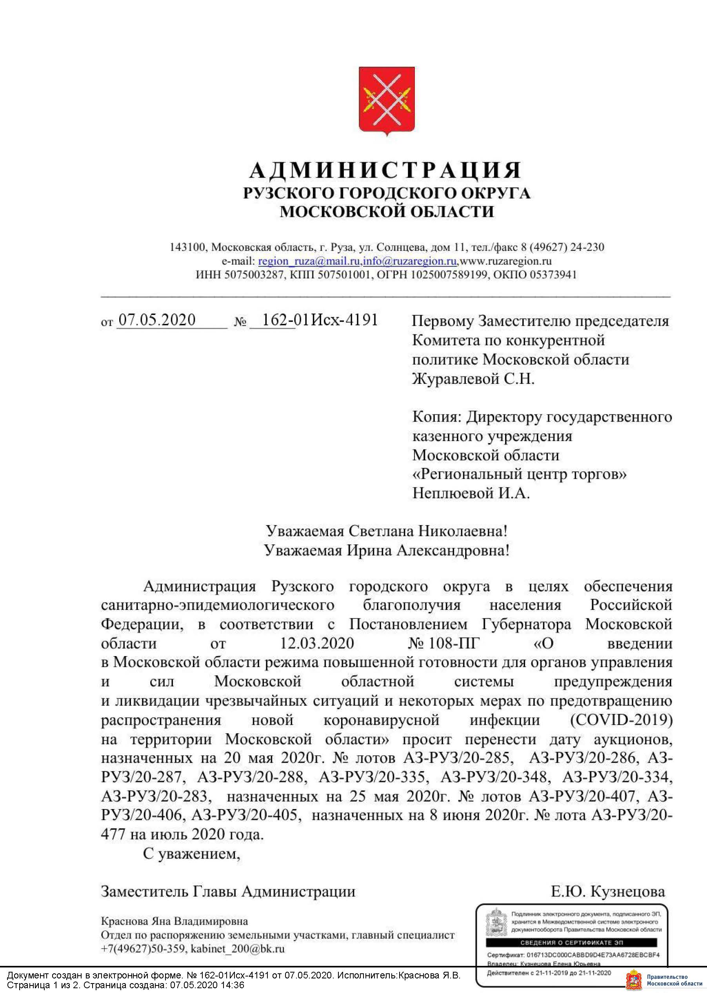 АДМИНИСТРАЦИЯ
РУЗСКОГО ГОРОДСКОГО ОКРУГА
МОСКОВСКОЙ ОБЛАСТИ
143100, Московская область, г. Руза, ул. Солнцева, дом 11, тел./факс 8 (49627) 24-230
e-mail: region_ruza@mail.ru,info@ruzaregion.ru,www.ruzaregion.ru
ИНН 5075003287, КПП 507501001, ОГРН 1025007589199, ОКПО 05373941
от 07.05.2020 № 162-01Исх-4191
Первому Заместителю председателя
Комитета по конкурентной
политике Московской области
Журавлевой С.Н.
Копия: Директору государственного
казенного учреждения
Московской области
«Региональный центр торгов»
Неплюевой И.А.
Уважаемая Светлана Николаевна!
Уважаемая Ирина Александровна!
Администрация Рузского городского округа в целях обеспечения
санитарно-эпидемиологического благополучия населения Российской
Федерации, в соответствии с Постановлением Губернатора Московской
области от 12.03.2020 № 108-ПГ «О введении
в Московской области режима повышенной готовности для органов управления
и сил Московской областной системы предупреждения
и ликвидации чрезвычайных ситуаций и некоторых мерах по предотвращению
распространения новой коронавирусной инфекции (COVID-2019)
на территории Московской области» просит перенести дату аукционов,
назначенных на 20 мая 2020г. № лотов АЗ-РУЗ/20-285, АЗ-РУЗ/20-286, АЗ-
РУЗ/20-287, АЗ-РУЗ/20-288, АЗ-РУЗ/20-335, АЗ-РУЗ/20-348, АЗ-РУЗ/20-334,
АЗ-РУЗ/20-283, назначенных на 25 мая 2020г. № лотов АЗ-РУЗ/20-407, АЗ-
РУЗ/20-406, АЗ-РУЗ/20-405, назначенных на 8 июня 2020г. № лота АЗ-РУЗ/20-
477 на июль 2020 года.
С уважением,
Заместитель Главы Администрации Е.Ю. Кузнецова
Краснова Яна Владимировна
Отдел по распоряжению земельными участками, главный специалист
+7(49627)50-359, kabinet_200@bk.ru
Подлинник электронного документа, подписанного ЭП,
хранится в Межведомственной системе электронного
документооборота Правительства Московской области
СВЕДЕНИЯ О СЕРТИФИКАТЕ ЭП
Сертификат: 016713DC000CABBD9D4E73AA6728EBCBF4
Владелец: Кузнецова Елена Юрьевна
Действителен с 21-11-2019 до 21-11-2020
Документ создан в электронной форме. № 162-01Исх-4191 от 07.05.2020. Исполнитель:Краснова Я.В.
Страница 1 из 2. Страница создана: 07.05.2020 14:36
Правительство
Московской области